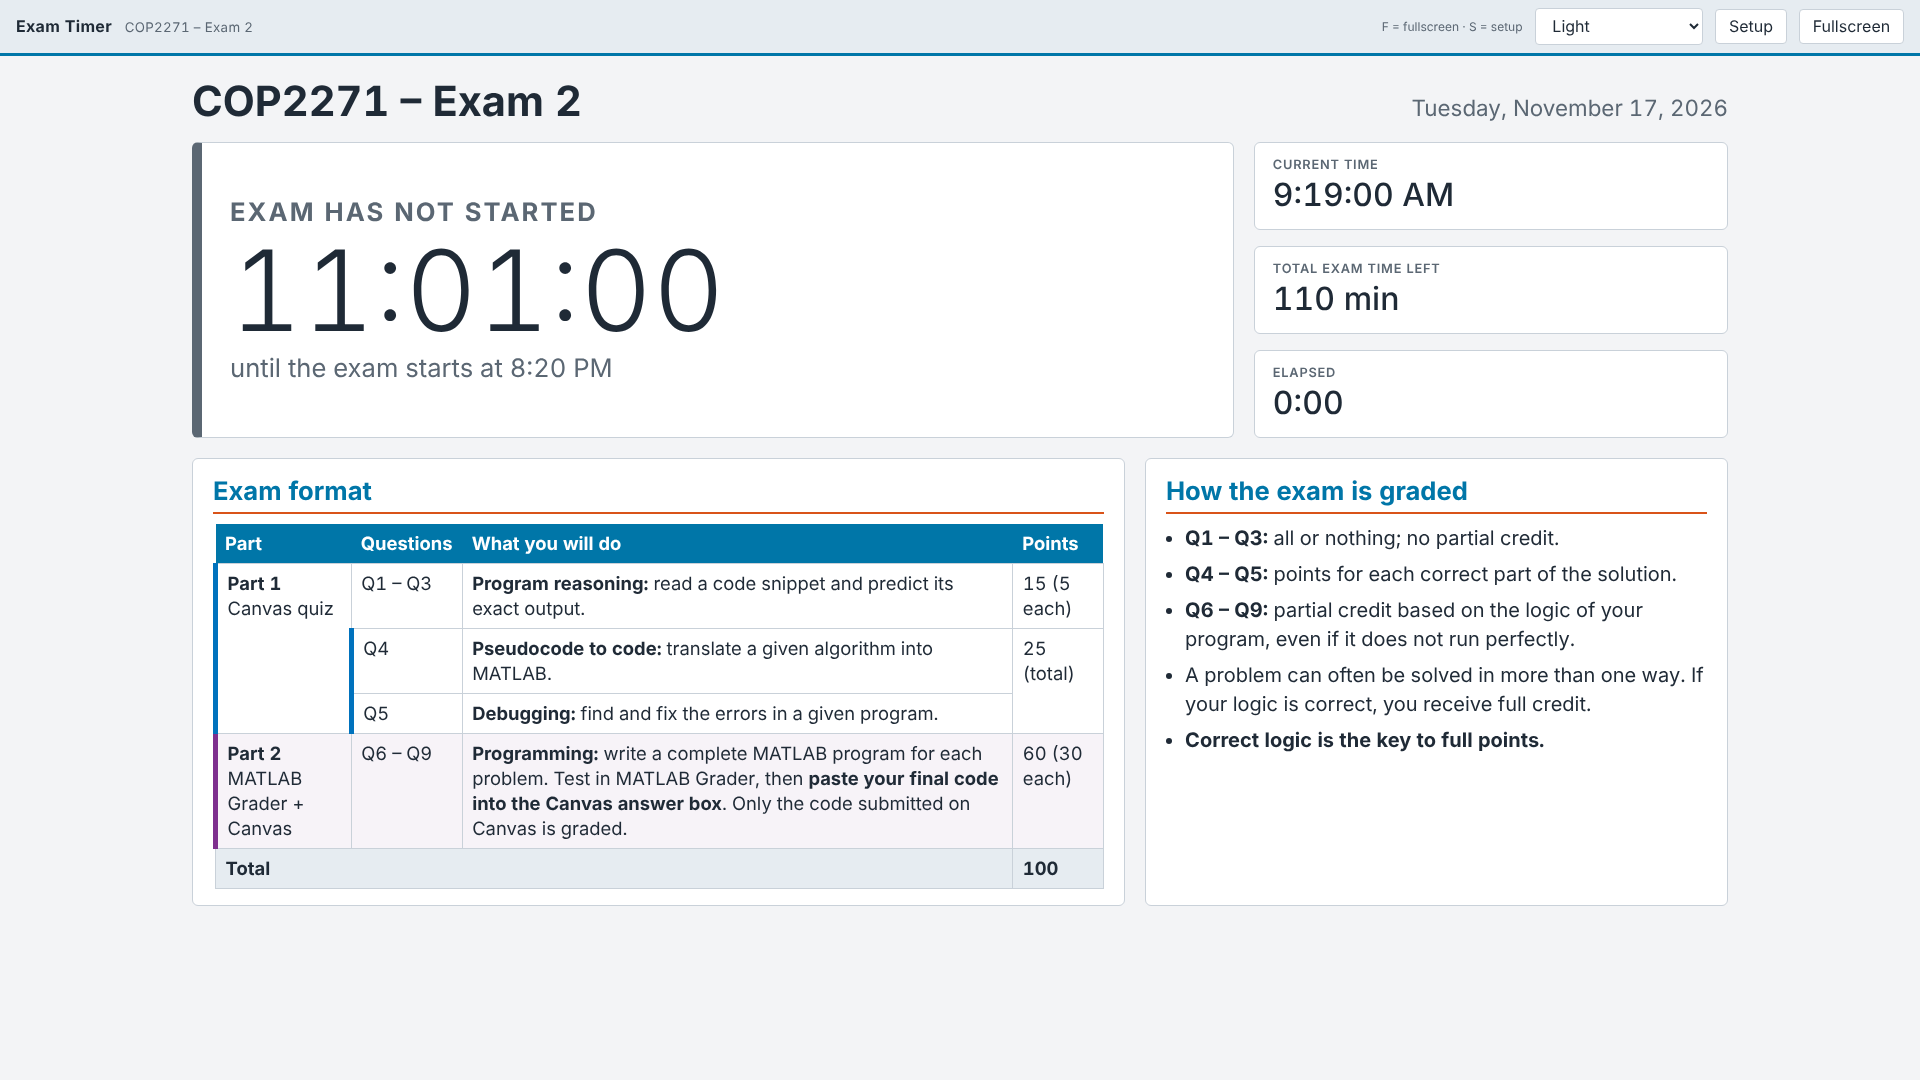 Exam Timer COP2271 – Exam 2
F = fullscreen · S = setup Light Setup Fullscreen
COP2271 – Exam 2
Tuesday, November 17, 2026
EXAM HAS NOT STARTED
11:01:00
until the exam starts at 8:20 PM
CURRENT TIME
9:19:00 AM
TOTAL EXAM TIME LEFT
110 min
ELAPSED
0:00
Exam format
Part Questions What you will do Points
Part 1
Canvas quiz
Q1 – Q3
Program reasoning: read a code snippet and predict its
exact output.
15 (5
each)
Q4
Pseudocode to code: translate a given algorithm into
MATLAB.
25
(total)
Q5
Debugging: find and fix the errors in a given program.
Part 2
MATLAB
Grader +
Canvas
Q6 – Q9
Programming: write a complete MATLAB program for each
problem. Test in MATLAB Grader, then paste your final code
into the Canvas answer box. Only the code submitted on
Canvas is graded.
60 (30
each)
Total 100
How the exam is graded
• Q1 – Q3: all or nothing; no partial credit.
• Q4 – Q5: points for each correct part of the solution.
• Q6 – Q9: partial credit based on the logic of your
program, even if it does not run perfectly.
• A problem can often be solved in more than one way. If
your logic is correct, you receive full credit.
• Correct logic is the key to full points.